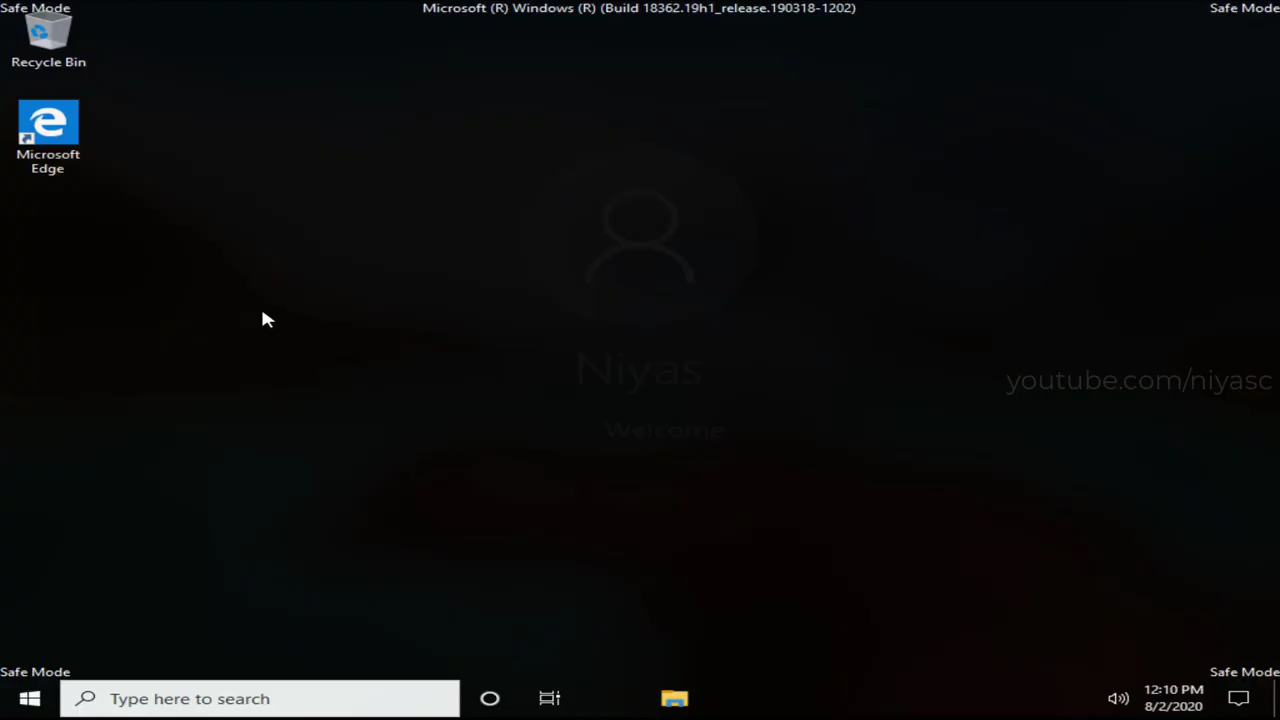 Safe Mode
Microsoft (R) Windows (R) (Build 18362.19h1_release.190318-1202)
Safe Mode
Recycle Bin
Microsoft
Edge
Niyas
Welcome
youtube.com/niyasc
Safe Mode
Safe Mode
Type here to search
12:10 PM
8/2/2020